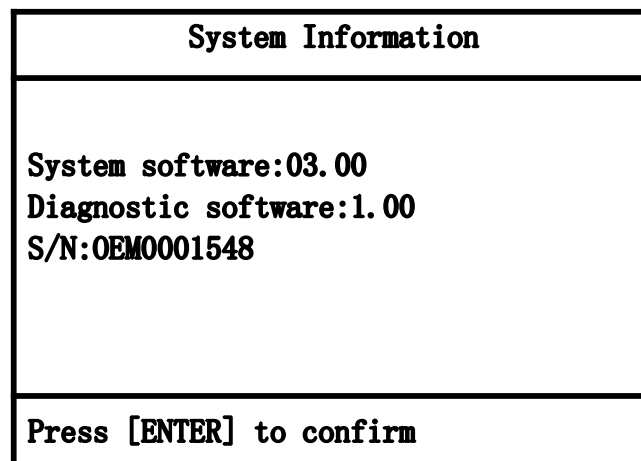 System Information
System software:03.00
Diagnostic software:1.00
S/N:OEM0001548
Press [ENTER] to confirm